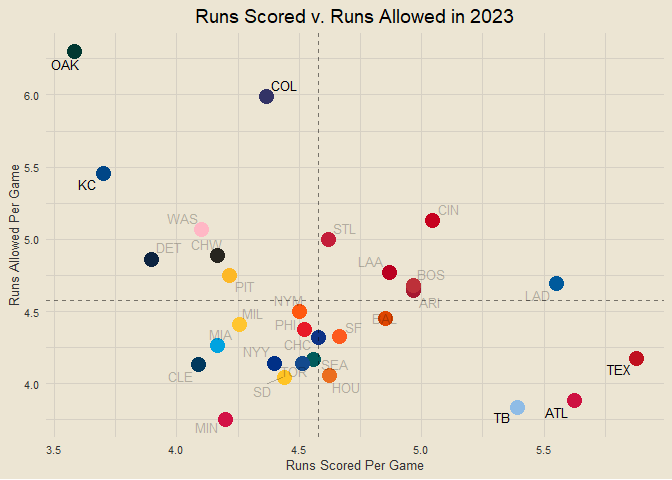 Runs Scored v. Runs Allowed in 2023
OAK
COL
6.0
5.5
KC
CIN
WAS
STL
5.0
DET
CHW
LAA
BOS
PIT
LAD
NYM
ARI
4.5
MIL
PHI
BAL
SF
MIA
CHC
NYY
SEA
CLE
TOR
TEX
4.0
SD
HOU
MIN
TB
ATL
3.5
4.0
4.5
5.0
5.5
Runs Scored Per Game
Runs Allowed Per Game